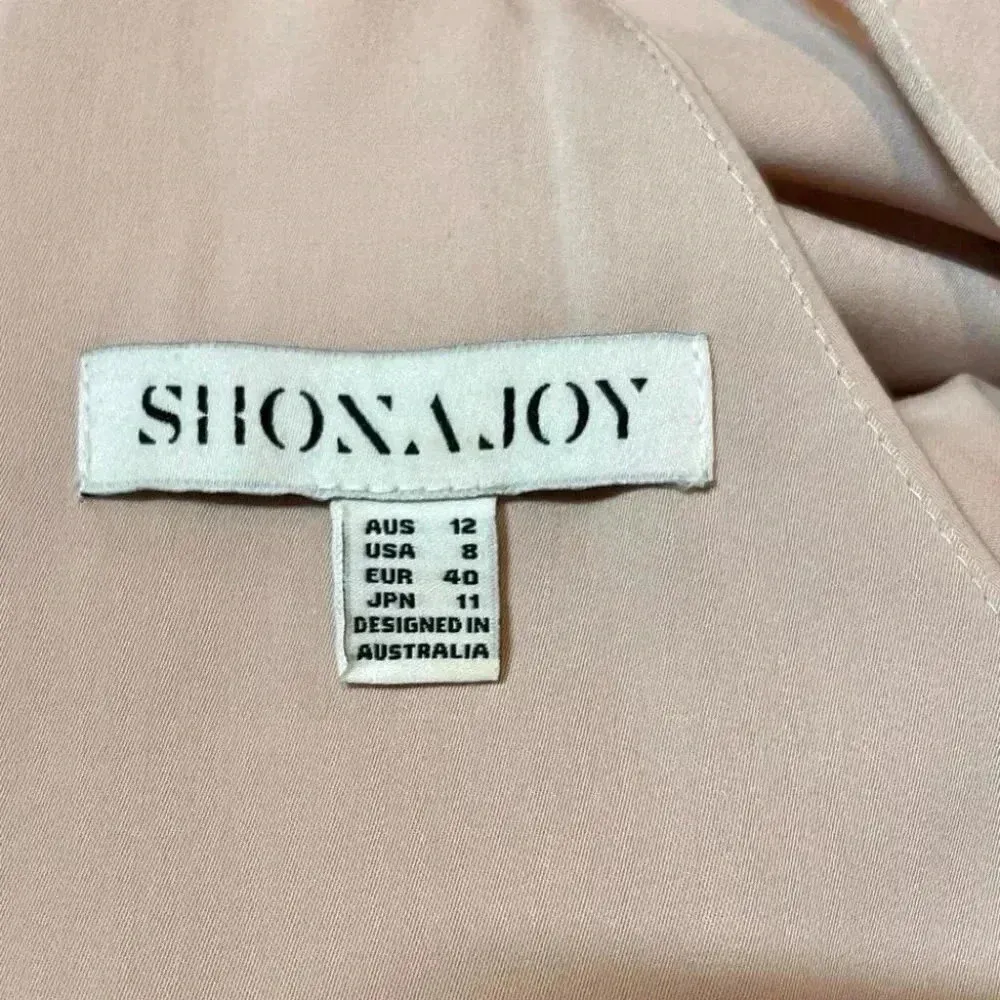 SHONA JOY
AUS 12
USA 8
EUR 40
JPN 11
DESIGNED IN
AUSTRALIA